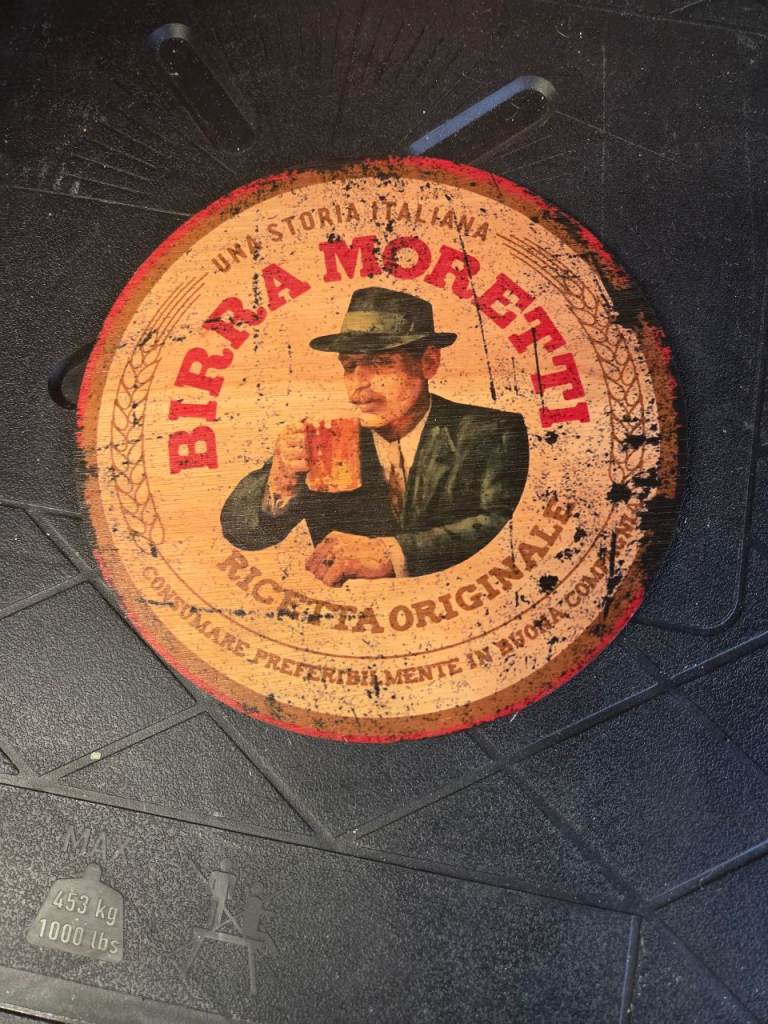 UNA STORIA ITALIANA
BIRRA MORETTI
RICETTA ORIGINALE
CONSUMARE PREFERIBILMENTE IN BUONA COMPAGNIA
MAX
453 kg
1000 lbs